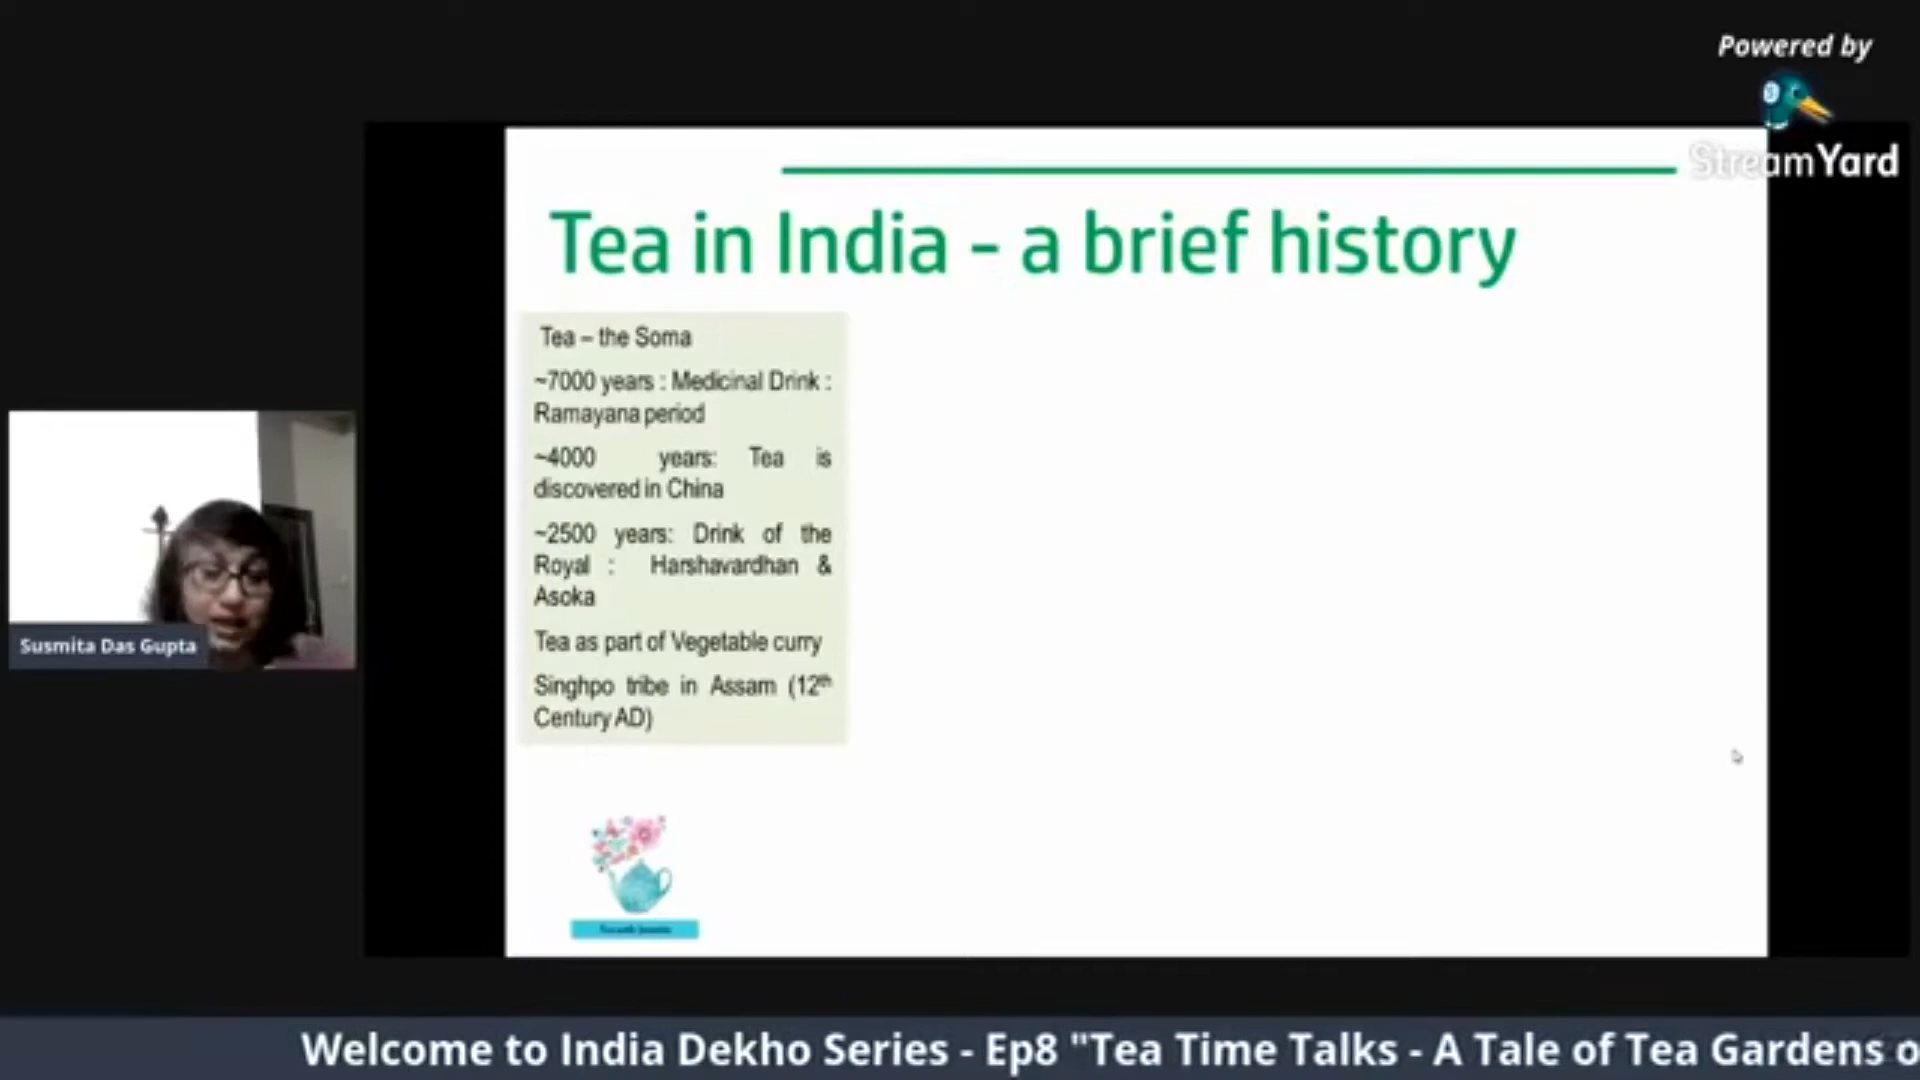 Powered by
StreamYard
Tea in India - a brief history
Tea – the Soma
~7000 years : Medicinal Drink :
Ramayana period
~4000 years: Tea is
discovered in China
~2500 years: Drink of the
Royal : Harshavardhan &
Asoka
Tea as part of Vegetable curry
Singhpo tribe in Assam (12th
Century AD)
Susmita Das Gupta
Welcome to India Dekho Series - Ep8 "Tea Time Talks - A Tale of Tea Gardens o